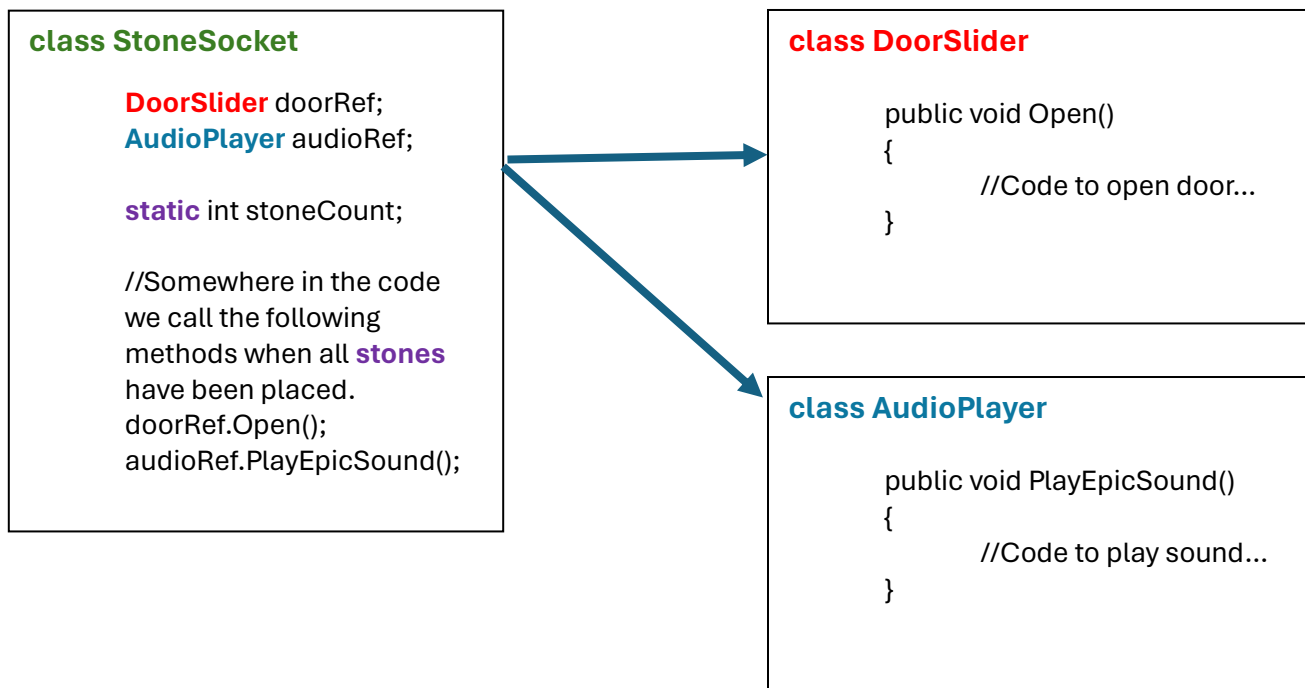 class StoneSocket
DoorSlider doorRef;
AudioPlayer audioRef;
static int stoneCount;
//Somewhere in the code
we call the following
methods when all stones
have been placed.
doorRef.Open();
audioRef.PlayEpicSound();
class DoorSlider
public void Open()
{
//Code to open door...
}
class AudioPlayer
public void PlayEpicSound()
{
//Code to play sound...
}